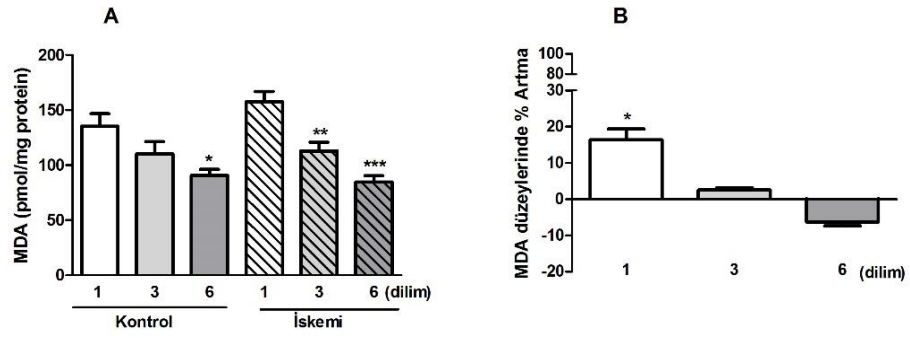 A
MDA (pmol/mg protein)
200
150
100
50
0
*
**
***
1 3 6 1 3 6 (dilim)
Kontrol İskemi
B
MDA düzeylerinde % Artma
100
80
30
20
10
0
-10
-20
*
1 3 6 (dilim)